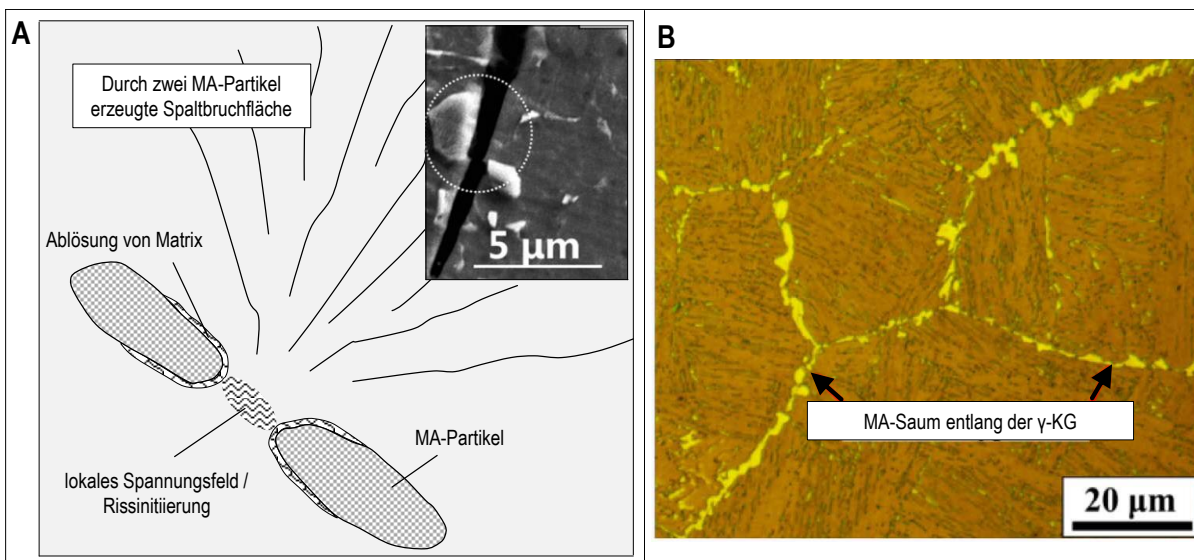 A
Durch zwei MA-Partikel
erzeugte Spaltbruchfläche
5 µm
Ablösung von Matrix
MA-Partikel
lokales Spannungsfeld /
Rissinitiierung
B
MA-Saum entlang der γ-KG
20 µm